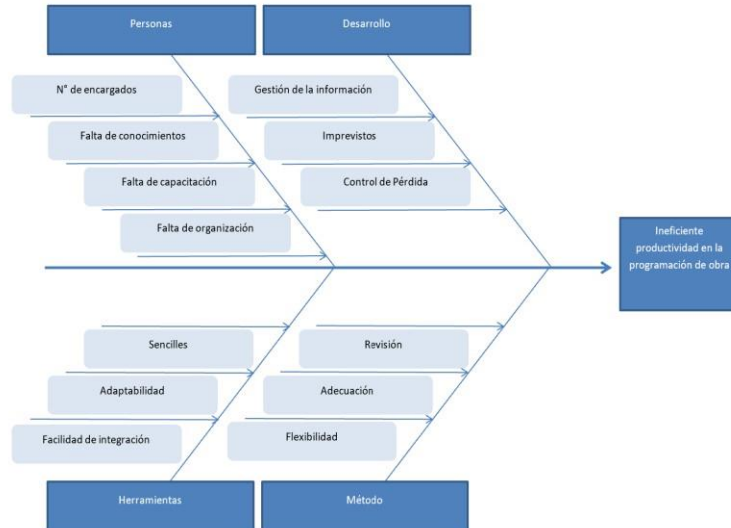 Personas
Desarrollo
N° de encargados
Gestión de la información
Falta de conocimientos
Imprevistos
Falta de capacitación
Control de Pérdida
Falta de organización
Ineficiente
productividad en la
programación de obra
Sencilles
Revisión
Adaptabilidad
Adecuación
Facilidad de integración
Flexibilidad
Herramientas
Método